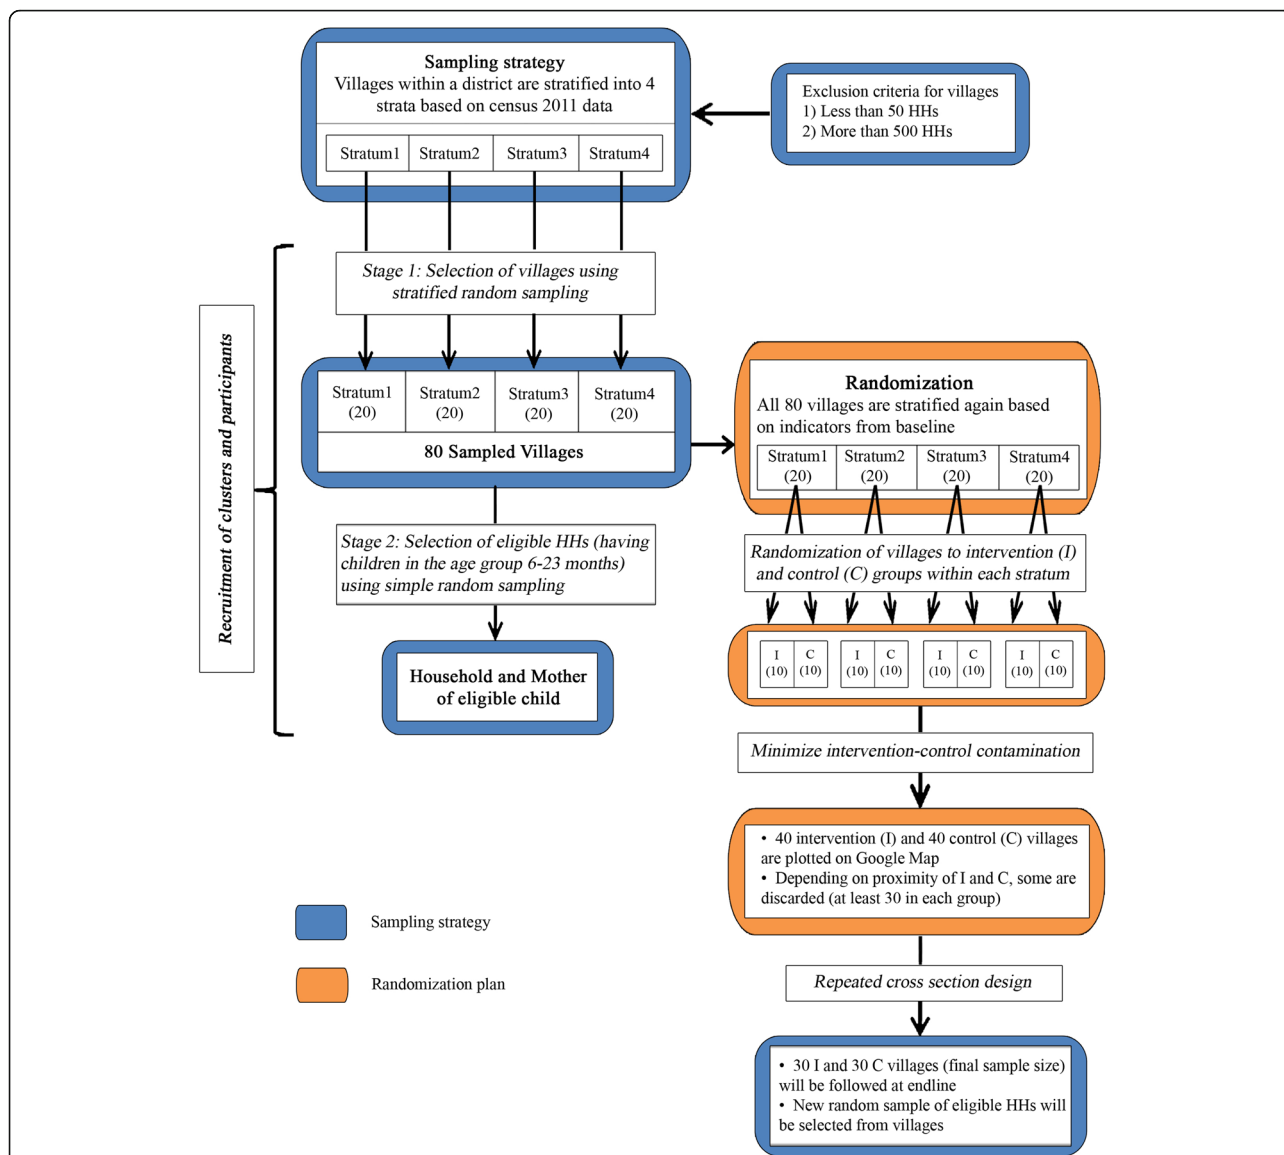 Sampling strategy
Villages within a district are stratified into 4
strata based on census 2011 data
Stratum1 Stratum2 Stratum3 Stratum4
Exclusion criteria for villages
1) Less than 50 HHs
2) More than 500 HHs
Stage 1: Selection of villages using
stratified random sampling
Recruitment of clusters and participants
Stratum1 Stratum2 Stratum3 Stratum4
(20) (20) (20) (20)
80 Sampled Villages
Stage 2: Selection of eligible HHs (having
children in the age group 6-23 months)
using simple random sampling
Household and Mother
of eligible child
Randomization
All 80 villages are stratified again based
on indicators from baseline
Stratum1 Stratum2 Stratum3 Stratum4
(20) (20) (20) (20)
Randomization of villages to intervention (I)
and control (C) groups within each stratum
I C I C I C I C
(10) (10) (10) (10) (10) (10) (10) (10)
Minimize intervention-control contamination
• 40 intervention (I) and 40 control (C) villages
are plotted on Google Map
• Depending on proximity of I and C, some are
discarded (at least 30 in each group)
Repeated cross section design
• 30 I and 30 C villages (final sample size)
will be followed at endline
• New random sample of eligible HHs will
be selected from villages
Sampling strategy
Randomization plan